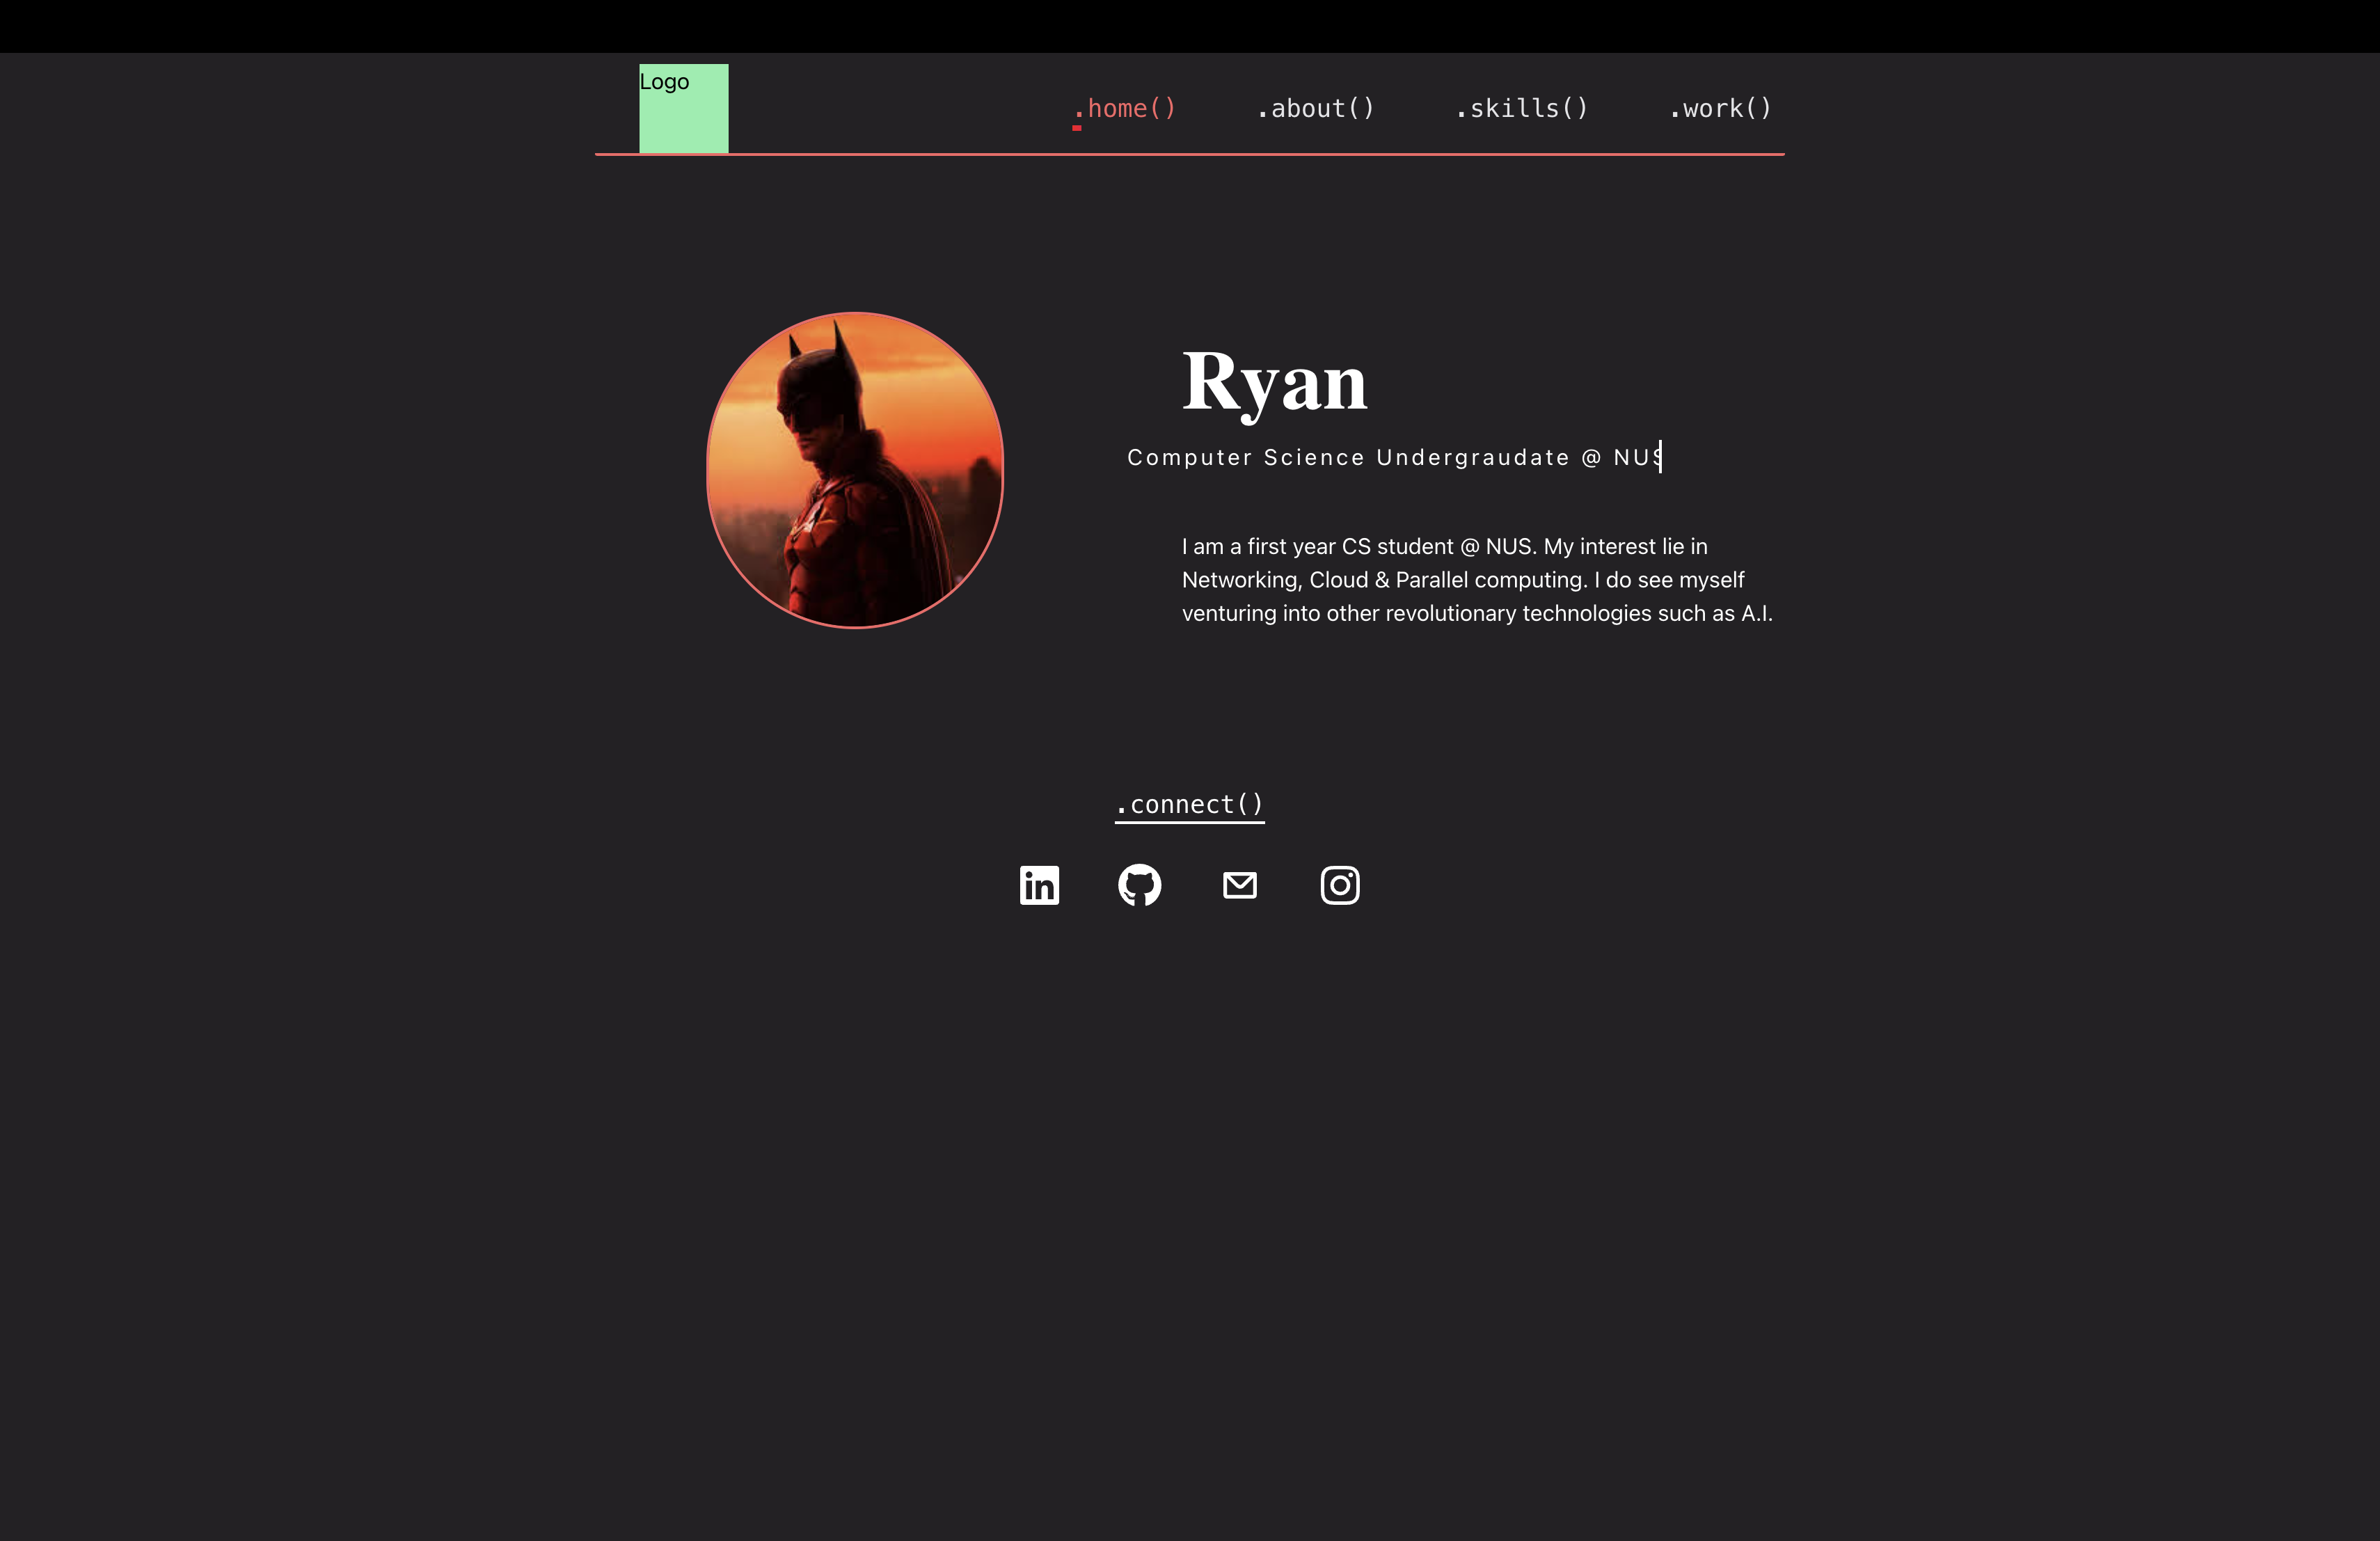 Logo
.home()
.about()
.skills()
.work()
Ryan
Computer Science Undergraudate @ NUS
I am a first year CS student @ NUS. My interest lie in
Networking, Cloud & Parallel computing. I do see myself
venturing into other revolutionary technologies such as A.I.
.connect()
in